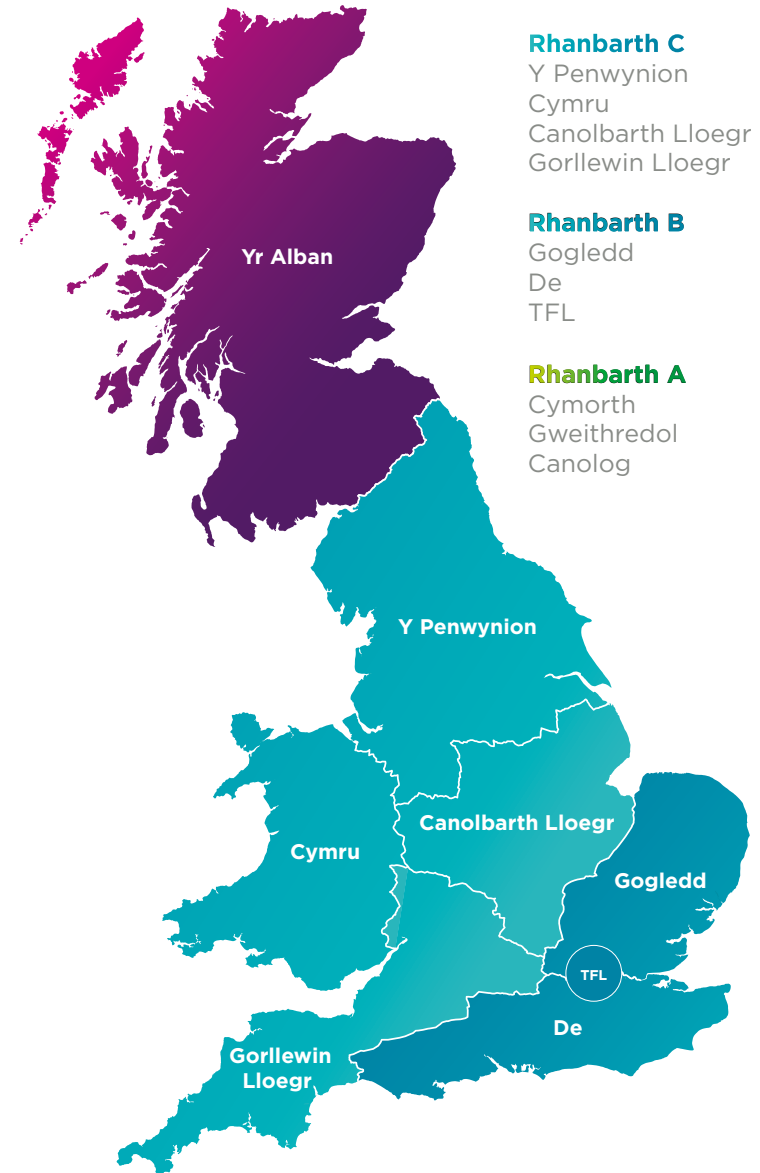 Rhanbarth C
Y Penwynion
Cymru
Canolbarth Lloegr
Gorllewin Lloegr
Rhanbarth B
Gogledd
De
TFL
Rhanbarth A
Cymorth
Gweithredol
Canolog
Yr Alban
Y Penwynion
Canolbarth Lloegr
Cymru
Gogledd
TFL
De
Gorllewin
Lloegr